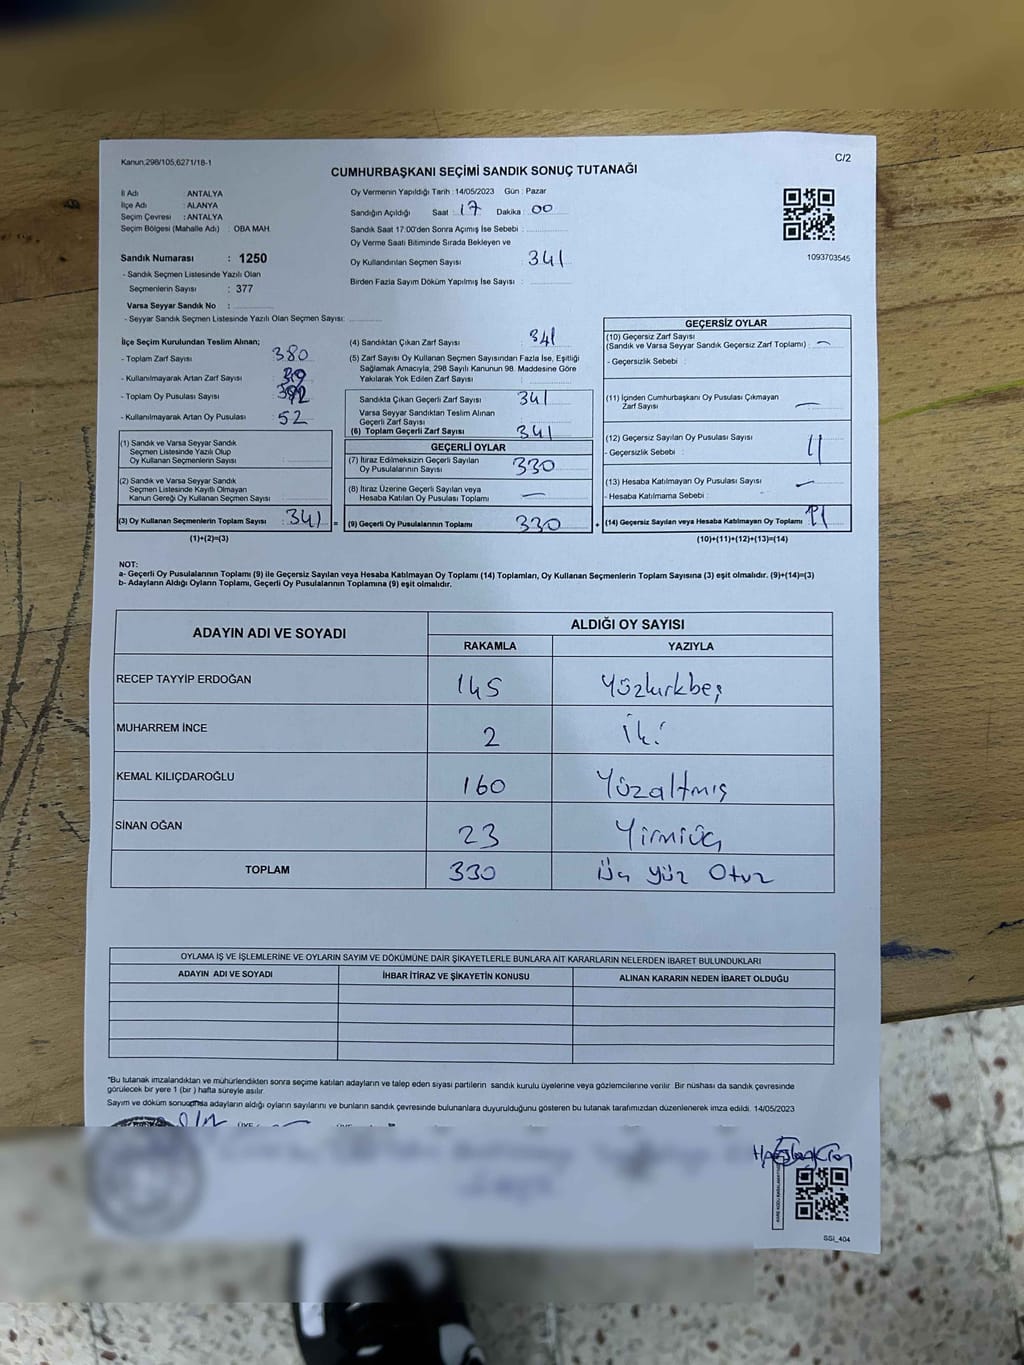 Kanun,298/105,6271/18-1
C/2
CUMHURBAŞKANI SEÇİMİ SANDIK SONUÇ TUTANAĞI
İl Adı ANTALYA
İlçe Adı : ALANYA
Seçim Çevresi : ANTALYA
Seçim Bölgesi (Mahalle Adı) : OBA MAH.
Sandık Numarası : 1250
- Sandık Seçmen Listesinde Yazılı Olan
Seçmenlerin Sayısı : 377
Varsa Seyyar Sandık No :
- Seyyar Sandık Seçmen Listesinde Yazılı Olan Seçmen Sayısı:
Oy Vermenin Yapıldığı Tarih : 14/05/2023 Gün : Pazar
Sandığın Açıldığı Saat : 17 Dakika : 00
Sandık Saat 17:00'den Sonra Açımış İse Sebebi :
Oy Verme Saati Bitiminde Sırada Bekleyen ve
Oy Kullandırılan Seçmen Sayısı : 341
Birden Fazla Sayım Döküm Yapılmış İse Sayısı :
1093703545
İlçe Seçim Kurulundan Teslim Alınan;
- Toplam Zarf Sayısı 380
- Kullanılmayarak Artan Zarf Sayısı
- Toplam Oy Pusulası Sayısı
- Kullanılmayarak Artan Oy Pusulası : 52
(1) Sandık ve Varsa Seyyar Sandık
Seçmen Listesinde Yazılı Olup
Oy Kullanan Seçmenlerin Sayısı :
(2) Sandık ve Varsa Seyyar Sandık
Seçmen Listesinde Kayıtlı Olmayan
Kanun Gereği Oy Kullanan Seçmen Sayısı :
(3) Oy Kullanan Seçmenlerin Toplam Sayısı : 341 =
(1)+(2)=(3)
(4) Sandıktan Çıkan Zarf Sayısı : 341
(5) Zarf Sayısı Oy Kullanan Seçmen Sayısından Fazla İse, Eşitliği
Sağlamak Amacıyla, 298 Sayılı Kanunun 98. Maddesine Göre
Yakılarak Yok Edilen Zarf Sayısı :
Sandıkta Çıkan Geçerli Zarf Sayısı : 341
Varsa Seyyar Sandıktan Teslim Alınan
Geçerli Zarf Sayısı :
(6) Toplam Geçerli Zarf Sayısı : 341
GEÇERLİ OYLAR
(7) İtiraz Edilmeksizin Geçerli Sayılan
Oy Pusulalarının Sayısı : 330
(8) İtiraz Üzerine Geçerli Sayılan veya
Hesaba Katılan Oy Pusulası Toplamı : —
(9) Geçerli Oy Pusulalarının Toplamı : 330 +
GEÇERSİZ OYLAR
(10) Geçersiz Zarf Sayısı
(Sandık ve Varsa Seyyar Sandık Geçersiz Zarf Toplamı) : —
- Geçersizlik Sebebi :
(11) İçinden Cumhurbaşkanı Oy Pusulası Çıkmayan
Zarf Sayısı : —
(12) Geçersiz Sayılan Oy Pusulası Sayısı : 11
- Geçersizlik Sebebi :
(13) Hesaba Katılmayan Oy Pusulası Sayısı : —
- Hesaba Katılmama Sebebi :
(14) Geçersiz Sayılan veya Hesaba Katılmayan Oy Toplamı :
(10)+(11)+(12)+(13)=(14)
NOT:
a- Geçerli Oy Pusulalarının Toplamı (9) ile Geçersiz Sayılan veya Hesaba Katılmayan Oy Toplamı (14) Toplamları, Oy Kullanan Seçmenlerin Toplam Sayısına (3) eşit olmalıdır. (9)+(14)=(3)
b- Adayların Aldığı Oyların Toplamı, Geçerli Oy Pusulalarının Toplamına (9) eşit olmalıdır.
ADAYIN ADI VE SOYADI ALDIĞI OY SAYISI
RAKAMLA YAZIYLA
RECEP TAYYİP ERDOĞAN 145 Yüzkırkbeş
MUHARREM İNCE 2 İki
KEMAL KILIÇDAROĞLU 160 Yüzaltmış
SİNAN OĞAN 23 Yirmiüç
TOPLAM 330 Üç yüz Otuz
OYLAMA İŞ VE İŞLEMLERİNE VE OYLARIN SAYIM VE DÖKÜMÜNE DAİR ŞİKAYETLERLE BUNLARA AİT KARARLARIN NELERDEN İBARET BULUNDUKLARI
ADAYIN ADI VE SOYADI İHBAR İTİRAZ VE ŞİKAYETİN KONUSU ALINAN KARARIN NEDEN İBARET OLDUĞU
"Bu tutanak imzalandıktan ve mühürlendikten sonra seçime katılan adayların ve talep eden siyasi partilerin sandık kurulu üyelerine veya gözlemcilerine verilir. Bir nüshası da sandık çevresinde
görülecek bir yere 1 (bir ) hafta süreyle asılır.
Sayım ve döküm sonucunda adayların aldığı oyların sayılarını ve bunların sandık çevresinde bulunanlara duyurulduğunu gösteren bu tutanak tarafımızdan düzenlenerek imza edildi. 14/05/2023
SSI_404